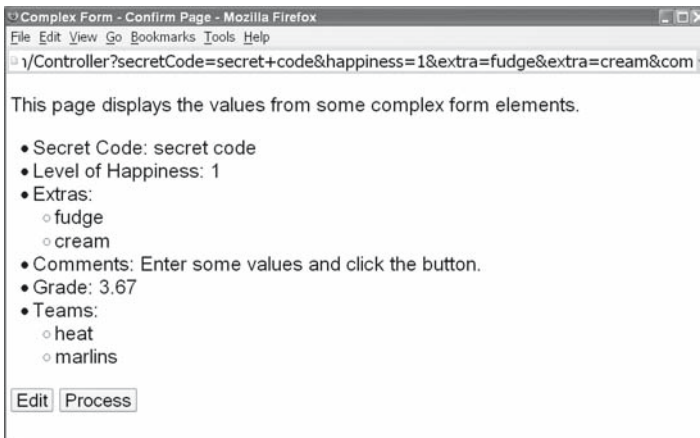 Complex Form - Confirm Page - Mozilla Firefox
File Edit View Go Bookmarks Tools Help
/Controller?secretCode=secret+code&happiness=1&extra=fudge&extra=cream&com
This page displays the values from some complex form elements.
Secret Code: secret code
Level of Happiness: 1
Extras:
fudge
cream
Comments: Enter some values and click the button.
Grade: 3.67
Teams:
heat
marlins
Edit Process